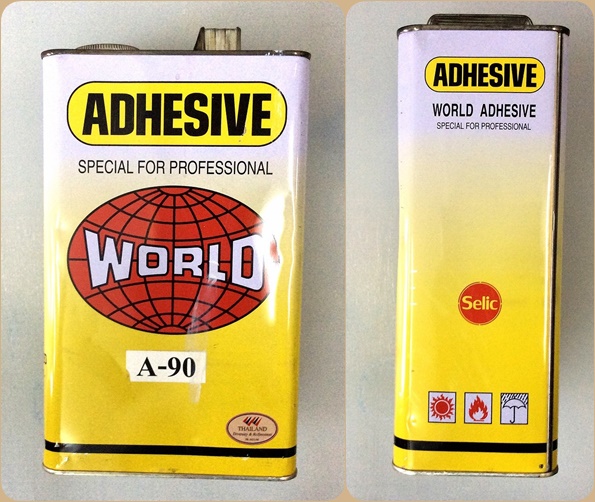 ADHESIVE
SPECIAL FOR PROFESSIONAL
WORLD
A-90
THAILAND
ADHESIVE
WORLD ADHESIVE
SPECIAL FOR PROFESSIONAL
Selic